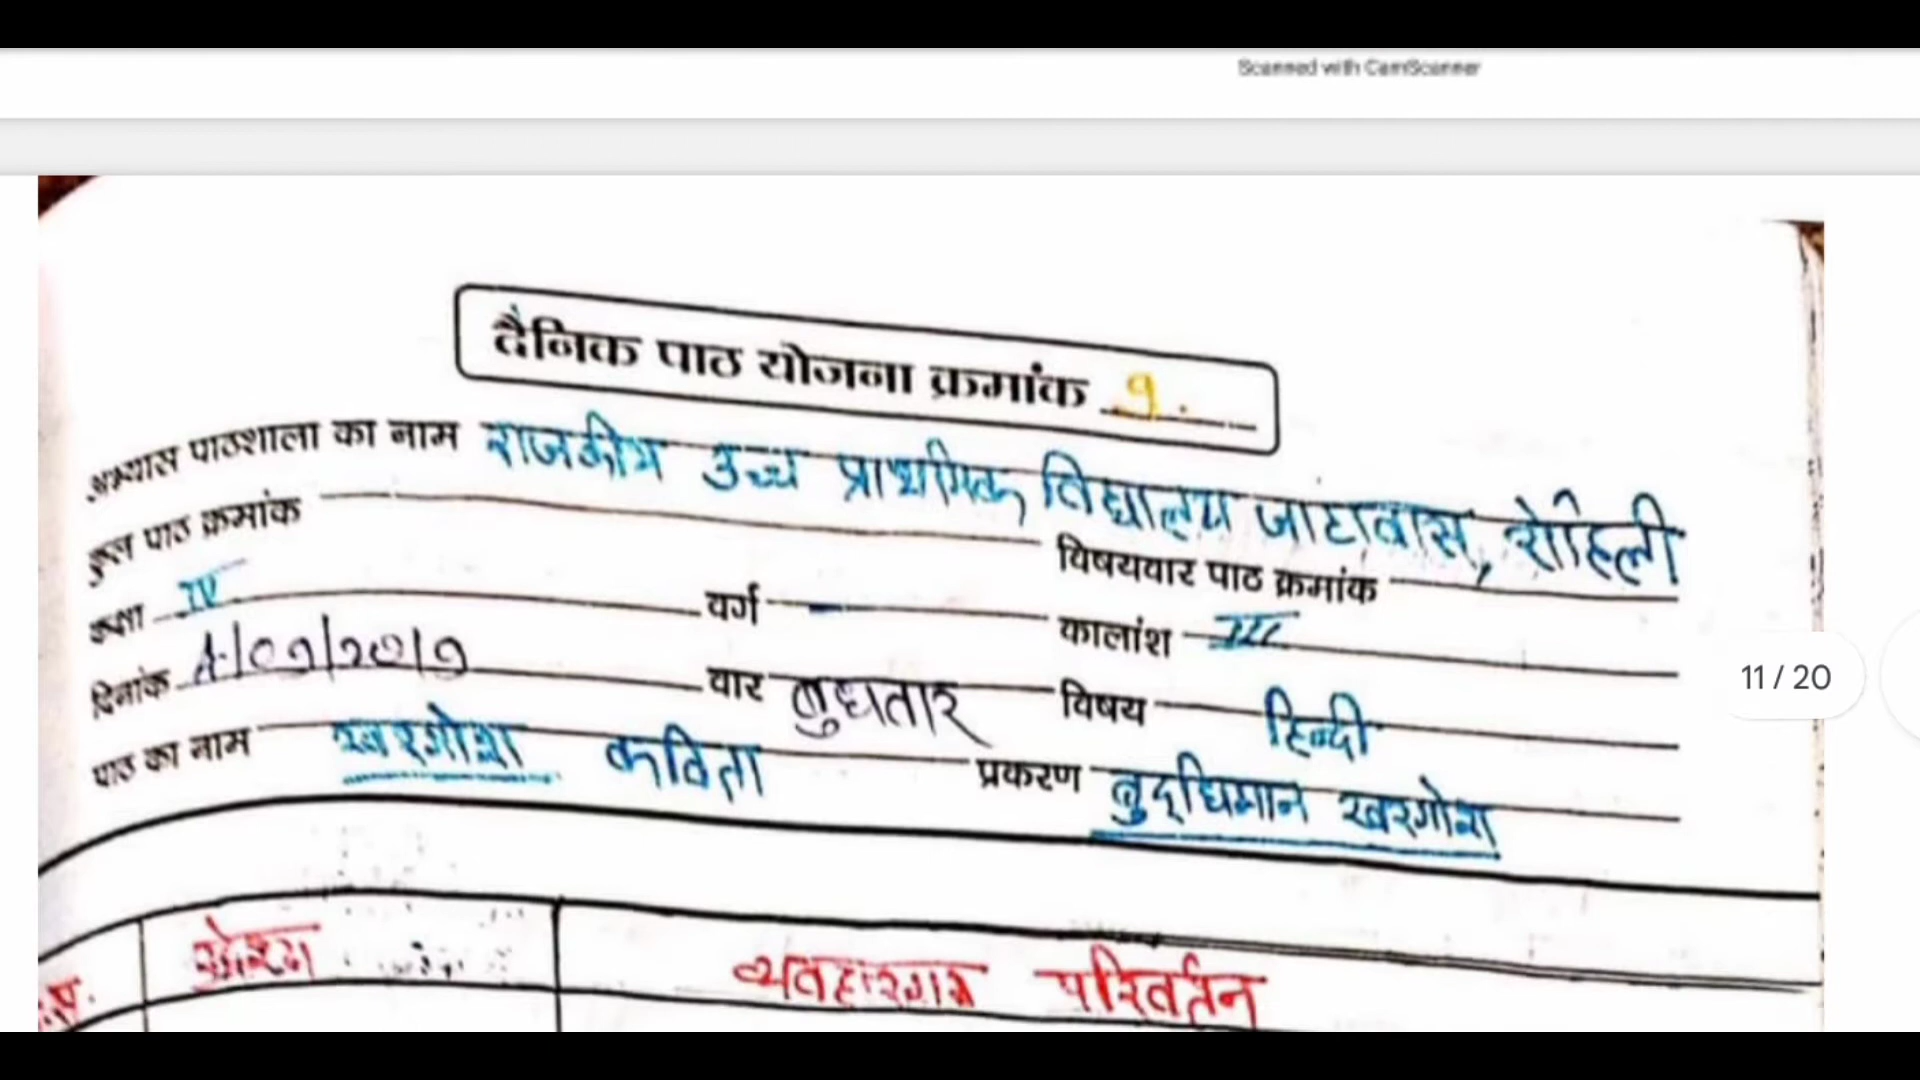 Scanned with CamScanner
दैनिक पाठ योजना क्रमांक 9.
अभ्यास पाठशाला का नाम राजकीय उच्च प्राथमिक विद्यालय जाटावास, रोहिली
कुल पाठ क्रमांक विषयवार पाठ क्रमांक
कक्षा IV वर्ग - कालांश III
दिनांक वार बुधवार विषय हिन्दी
पाठ का नाम खरगोश कविता प्रकरण बुद्धिमान खरगोश
उद्देश्य व्यवहारगत परिवर्तन
11 / 20